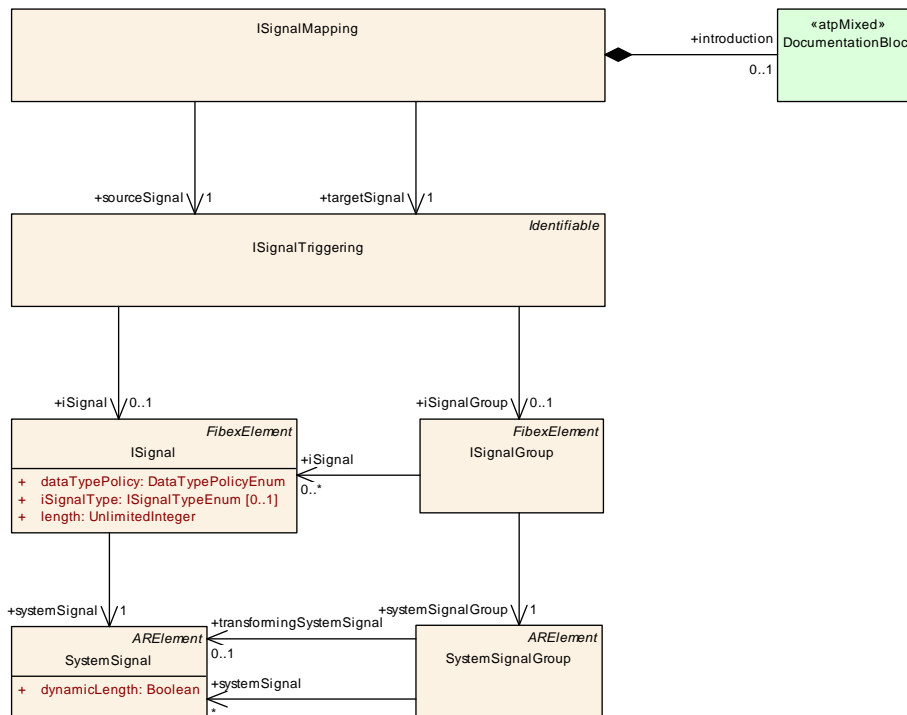 ISignalMapping
+introduction
0..1
«atpMixed»
DocumentationBloc
+sourceSignal
1
+targetSignal
1
Identifiable
ISignalTriggering
+iSignal
0..1
+iSignalGroup
0..1
FibexElement
ISignal
+ dataTypePolicy: DataTypePolicyEnum
+ iSignalType: ISignalTypeEnum [0..1]
+ length: UnlimitedInteger
+iSignal
0..*
FibexElement
ISignalGroup
+systemSignal
1
+systemSignalGroup
1
+transformingSystemSignal
0..1
ARElement
SystemSignal
+ dynamicLength: Boolean
+systemSignal
*
ARElement
SystemSignalGroup